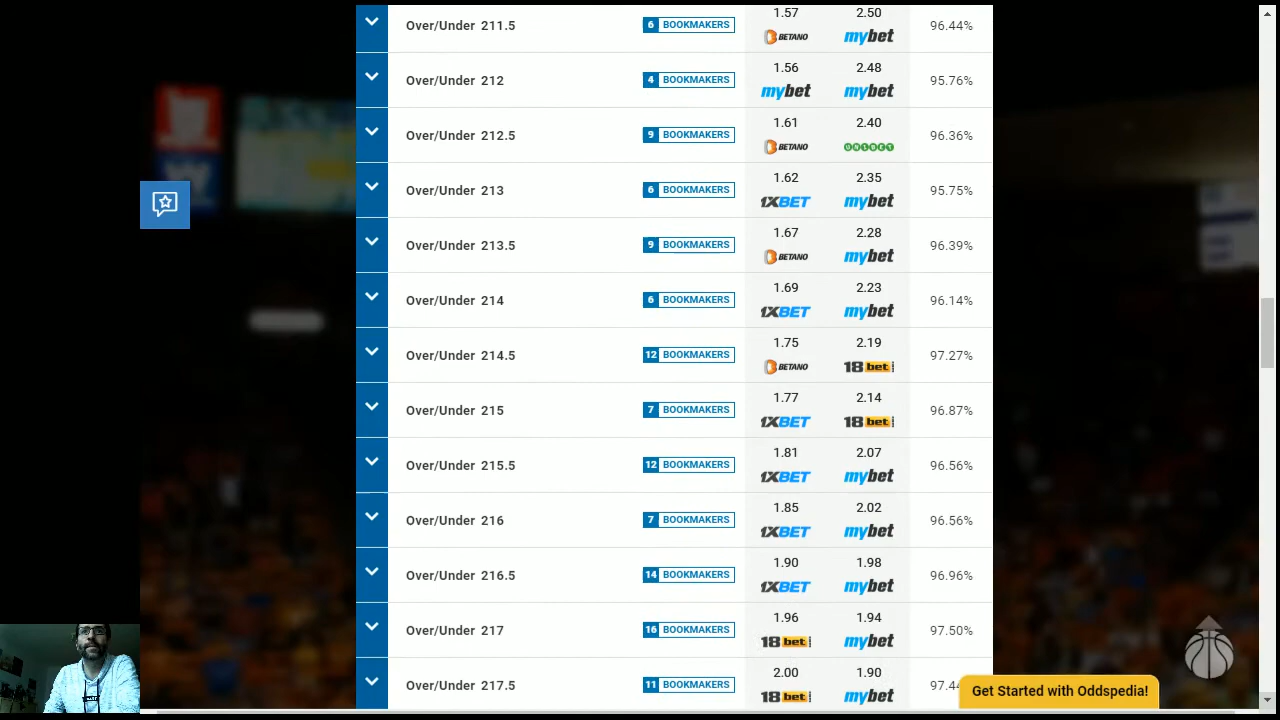 1.57 2.50
Over/Under 211.5 6 BOOKMAKERS 96.44%
BETANO mybet
1.56 2.48
Over/Under 212 4 BOOKMAKERS 95.76%
mybet mybet
1.61 2.40
Over/Under 212.5 9 BOOKMAKERS 96.36%
BETANO UNIBET
1.62 2.35
Over/Under 213 6 BOOKMAKERS 95.75%
1XBET mybet
1.67 2.28
Over/Under 213.5 9 BOOKMAKERS 96.39%
BETANO mybet
1.69 2.23
Over/Under 214 6 BOOKMAKERS 96.14%
1XBET mybet
1.75 2.19
Over/Under 214.5 12 BOOKMAKERS 97.27%
BETANO 18bet
1.77 2.14
Over/Under 215 7 BOOKMAKERS 96.87%
1XBET 18bet
1.81 2.07
Over/Under 215.5 12 BOOKMAKERS 96.56%
1XBET mybet
1.85 2.02
Over/Under 216 7 BOOKMAKERS 96.56%
1XBET mybet
1.90 1.98
Over/Under 216.5 14 BOOKMAKERS 96.96%
1XBET mybet
1.96 1.94
Over/Under 217 16 BOOKMAKERS 97.50%
18bet mybet
2.00 1.90
Over/Under 217.5 11 BOOKMAKERS 97.4
18bet mybet
Get Started with Oddspedia!